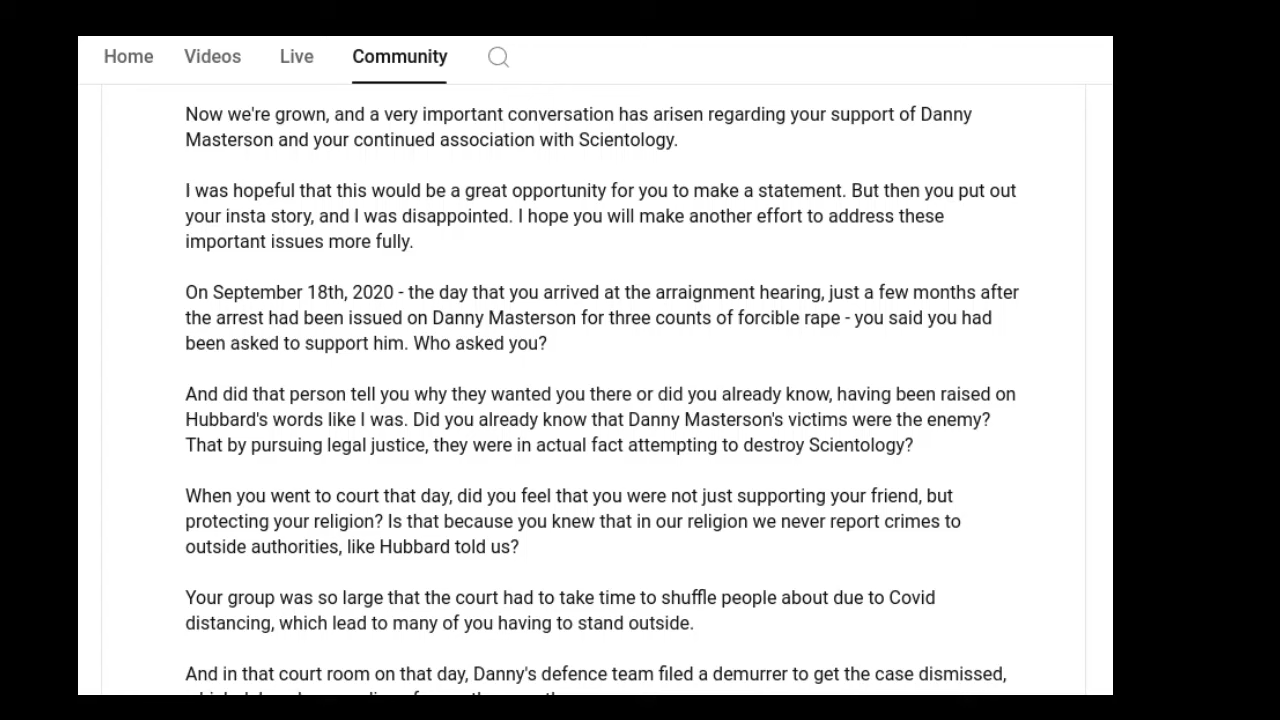 Home Videos Live Community
Now we're grown, and a very important conversation has arisen regarding your support of Danny
Masterson and your continued association with Scientology.
I was hopeful that this would be a great opportunity for you to make a statement. But then you put out
your insta story, and I was disappointed. I hope you will make another effort to address these
important issues more fully.
On September 18th, 2020 - the day that you arrived at the arraignment hearing, just a few months after
the arrest had been issued on Danny Masterson for three counts of forcible rape - you said you had
been asked to support him. Who asked you?
And did that person tell you why they wanted you there or did you already know, having been raised on
Hubbard's words like I was. Did you already know that Danny Masterson's victims were the enemy?
That by pursuing legal justice, they were in actual fact attempting to destroy Scientology?
When you went to court that day, did you feel that you were not just supporting your friend, but
protecting your religion? Is that because you knew that in our religion we never report crimes to
outside authorities, like Hubbard told us?
Your group was so large that the court had to take time to shuffle people about due to Covid
distancing, which lead to many of you having to stand outside.
And in that court room on that day, Danny's defence team filed a demurrer to get the case dismissed,